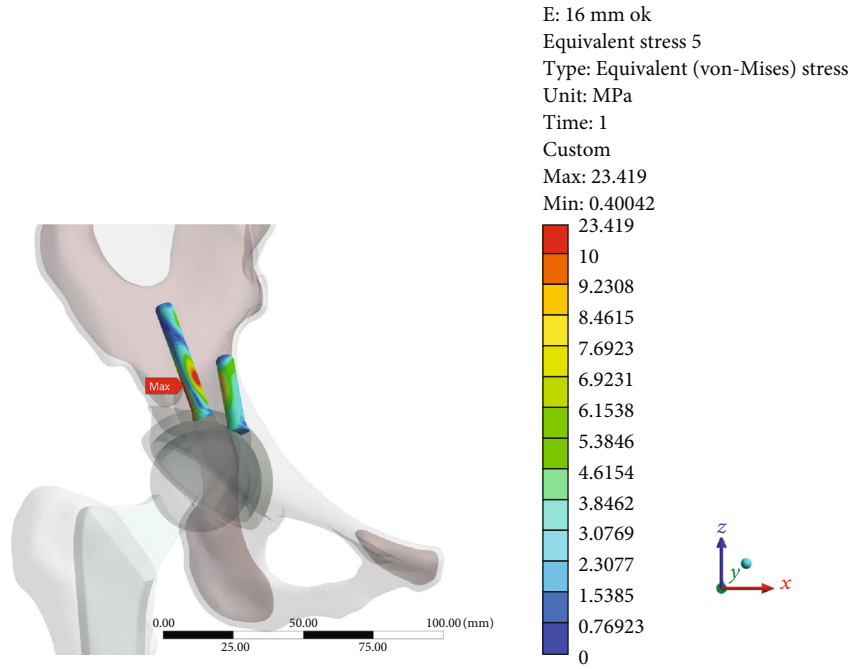 E: 16 mm ok
Equivalent stress 5
Type: Equivalent (von-Mises) stress
Unit: MPa
Time: 1
Custom
Max: 23.419
Min: 0.40042
23.419
10
9.2308
8.4615
7.6923
6.9231
6.1538
5.3846
4.6154
3.8462
3.0769
2.3077
1.5385
0.76923
0
Max
0.00 50.00 100.00 (mm)
25.00 75.00
z
y
x